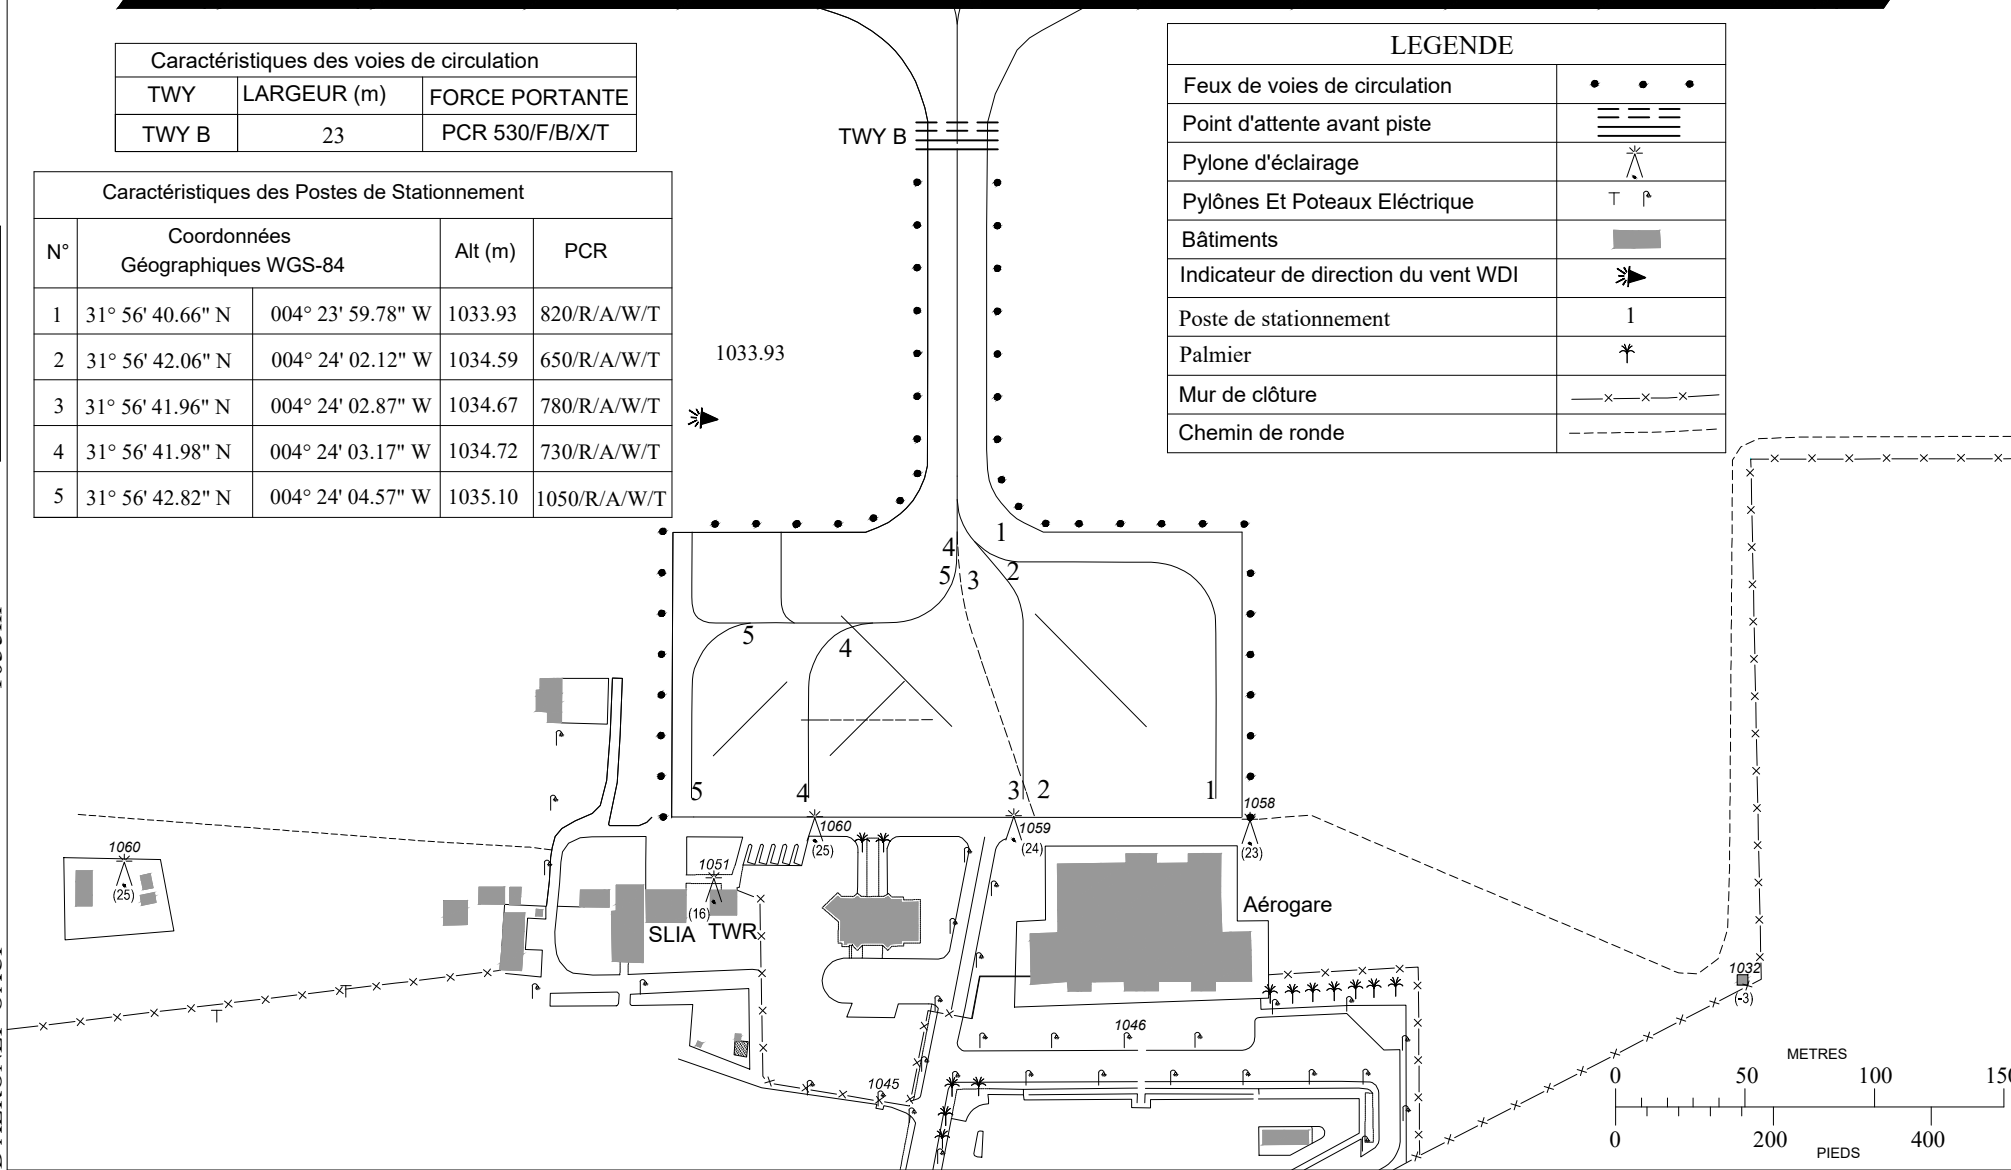 Caractéristiques des voies de circulation
TWY LARGEUR (m) FORCE PORTANTE
TWY B 23 PCR 530/F/B/X/T
Caractéristiques des Postes de Stationnement
N° Coordonnées Géographiques WGS-84 Alt (m) PCR
1 31° 56' 40.66" N 004° 23' 59.78" W 1033.93 820/R/A/W/T
2 31° 56' 42.06" N 004° 24' 02.12" W 1034.59 650/R/A/W/T
3 31° 56' 41.96" N 004° 24' 02.87" W 1034.67 780/R/A/W/T
4 31° 56' 41.98" N 004° 24' 03.17" W 1034.72 730/R/A/W/T
5 31° 56' 42.82" N 004° 24' 04.57" W 1035.10 1050/R/A/W/T
LEGENDE
Feux de voies de circulation
Point d'attente avant piste
Pylone d'éclairage
Pylônes Et Poteaux Eléctrique
Bâtiments
Indicateur de direction du vent WDI
Poste de stationnement 1
Palmier
Mur de clôture
Chemin de ronde
TWY B
1033.93
1
4
2
5 3
5
4
5 4 3 2 1
1058
1060
1059
(25)
(24)
(23)
1060
(25)
1051
(16)
SLIA TWR
Aérogare
1032
(-3)
1046
1045
METRES
0 50 100 150
0 200 400
PIEDS